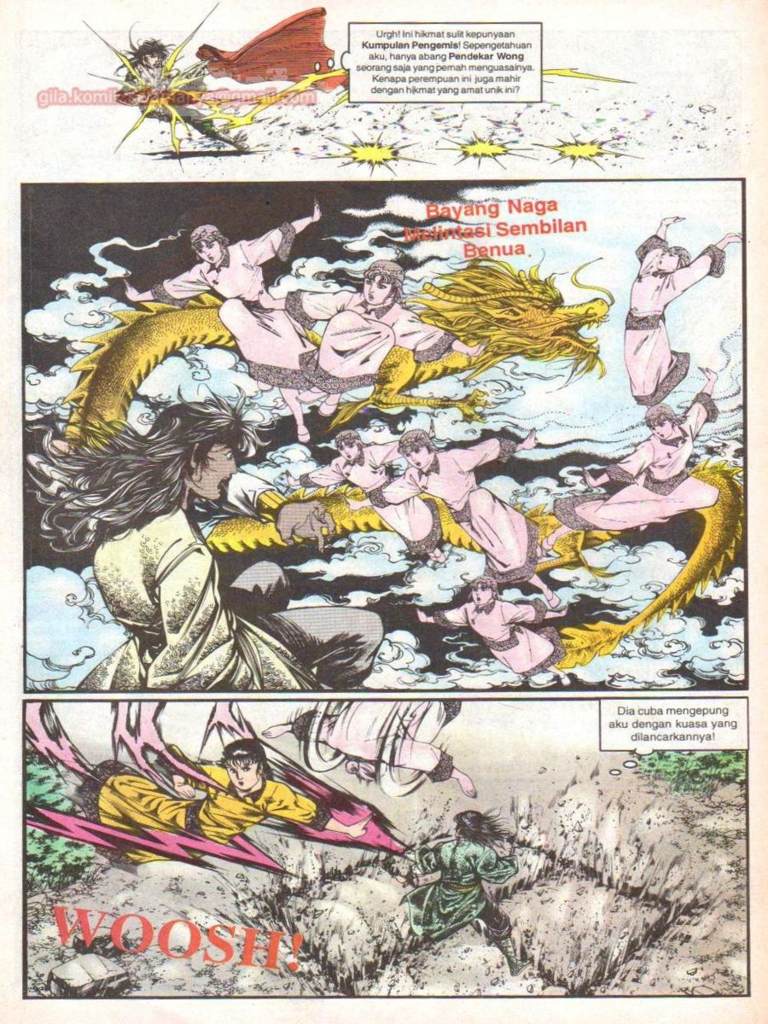 Urgh! Ini hikmat sulit kepunyaan
Kumpulan Pengemis! Sepengetahuan
aku, hanya abang Pendekar Wong
seorang saja yang pernah menguasainya.
Kenapa perempuan ini juga mahir
dengan hikmat yang amat unik ini?
Bayang Naga
Melintasi Sembilan
Benua.
Dia cuba mengepung
aku dengan kuasa yang
dilancarkannya!
WOOSH!